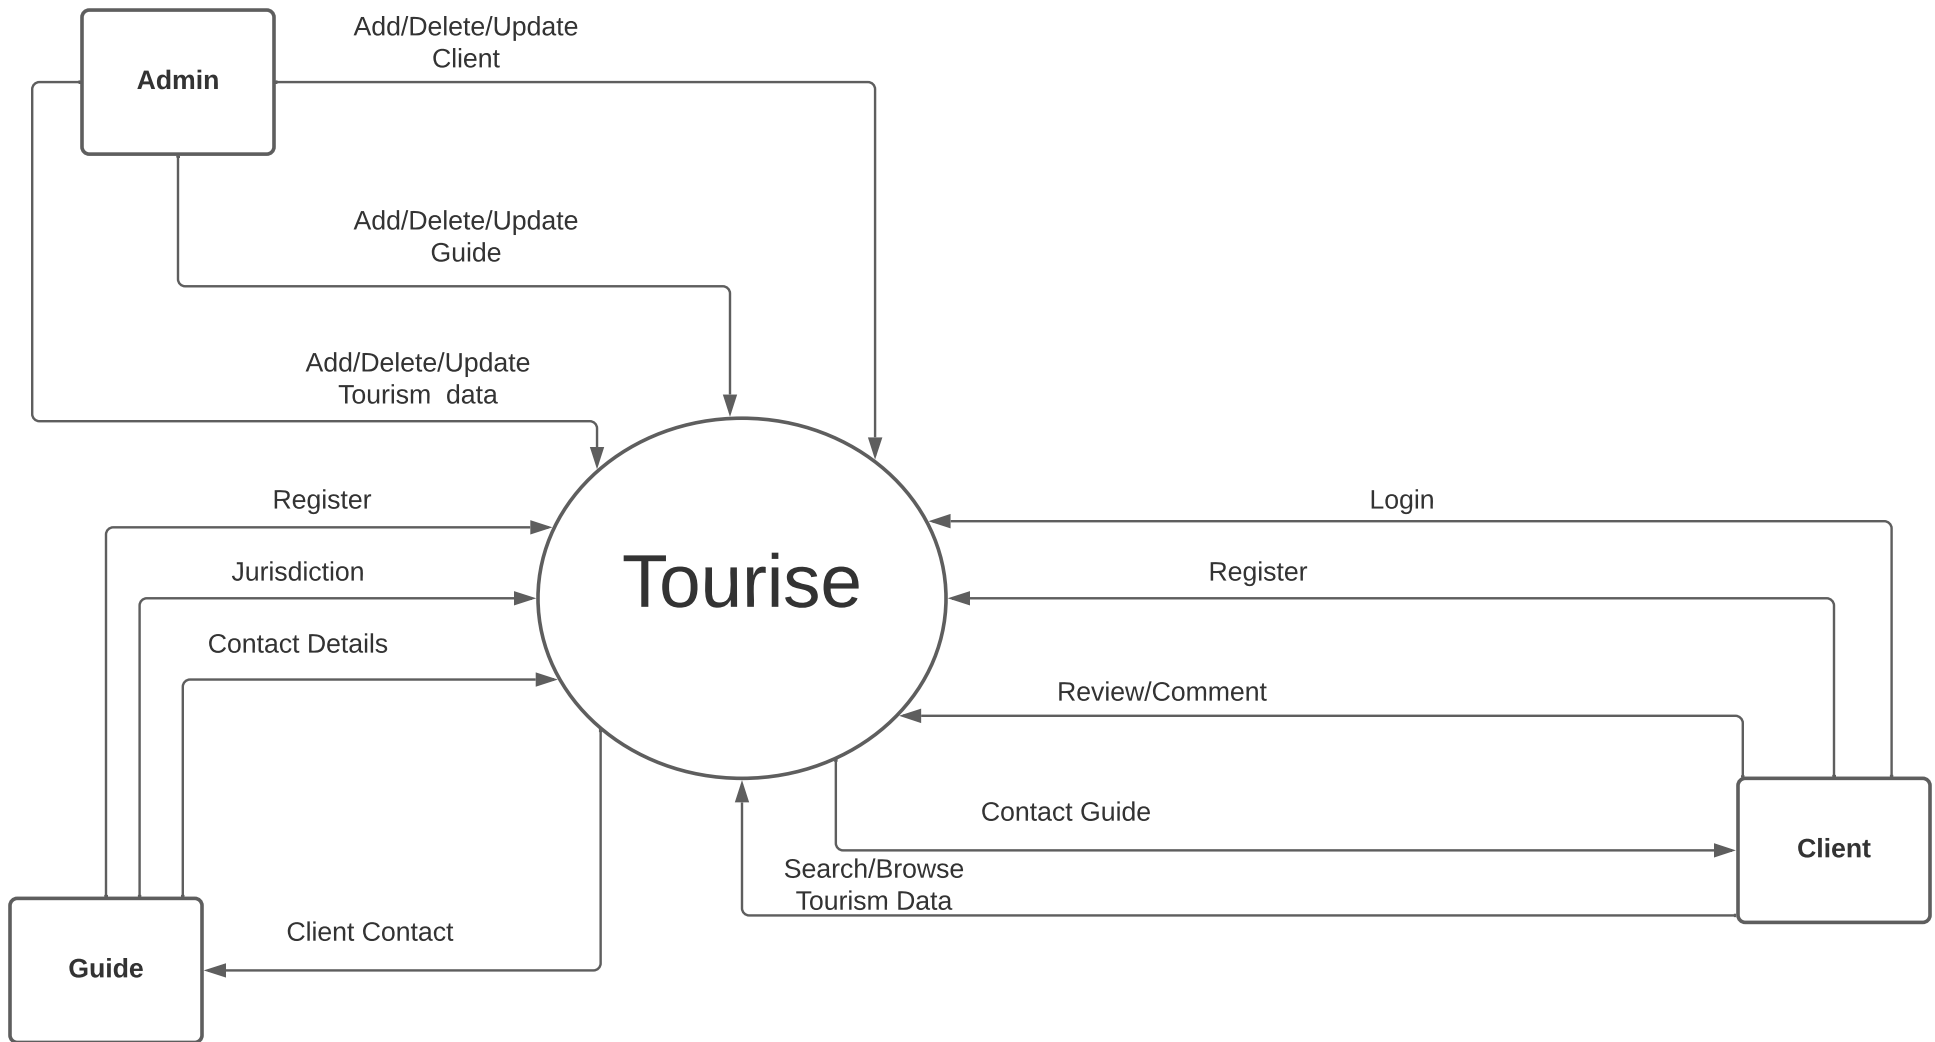 Add/Delete/Update
Client
Admin
Add/Delete/Update
Guide
Add/Delete/Update
Tourism  data
Register
Login
Jurisdiction
Register
Tourise
Contact Details
Review/Comment
Contact Guide
Client
Search/Browse
Tourism Data
Client Contact
Guide